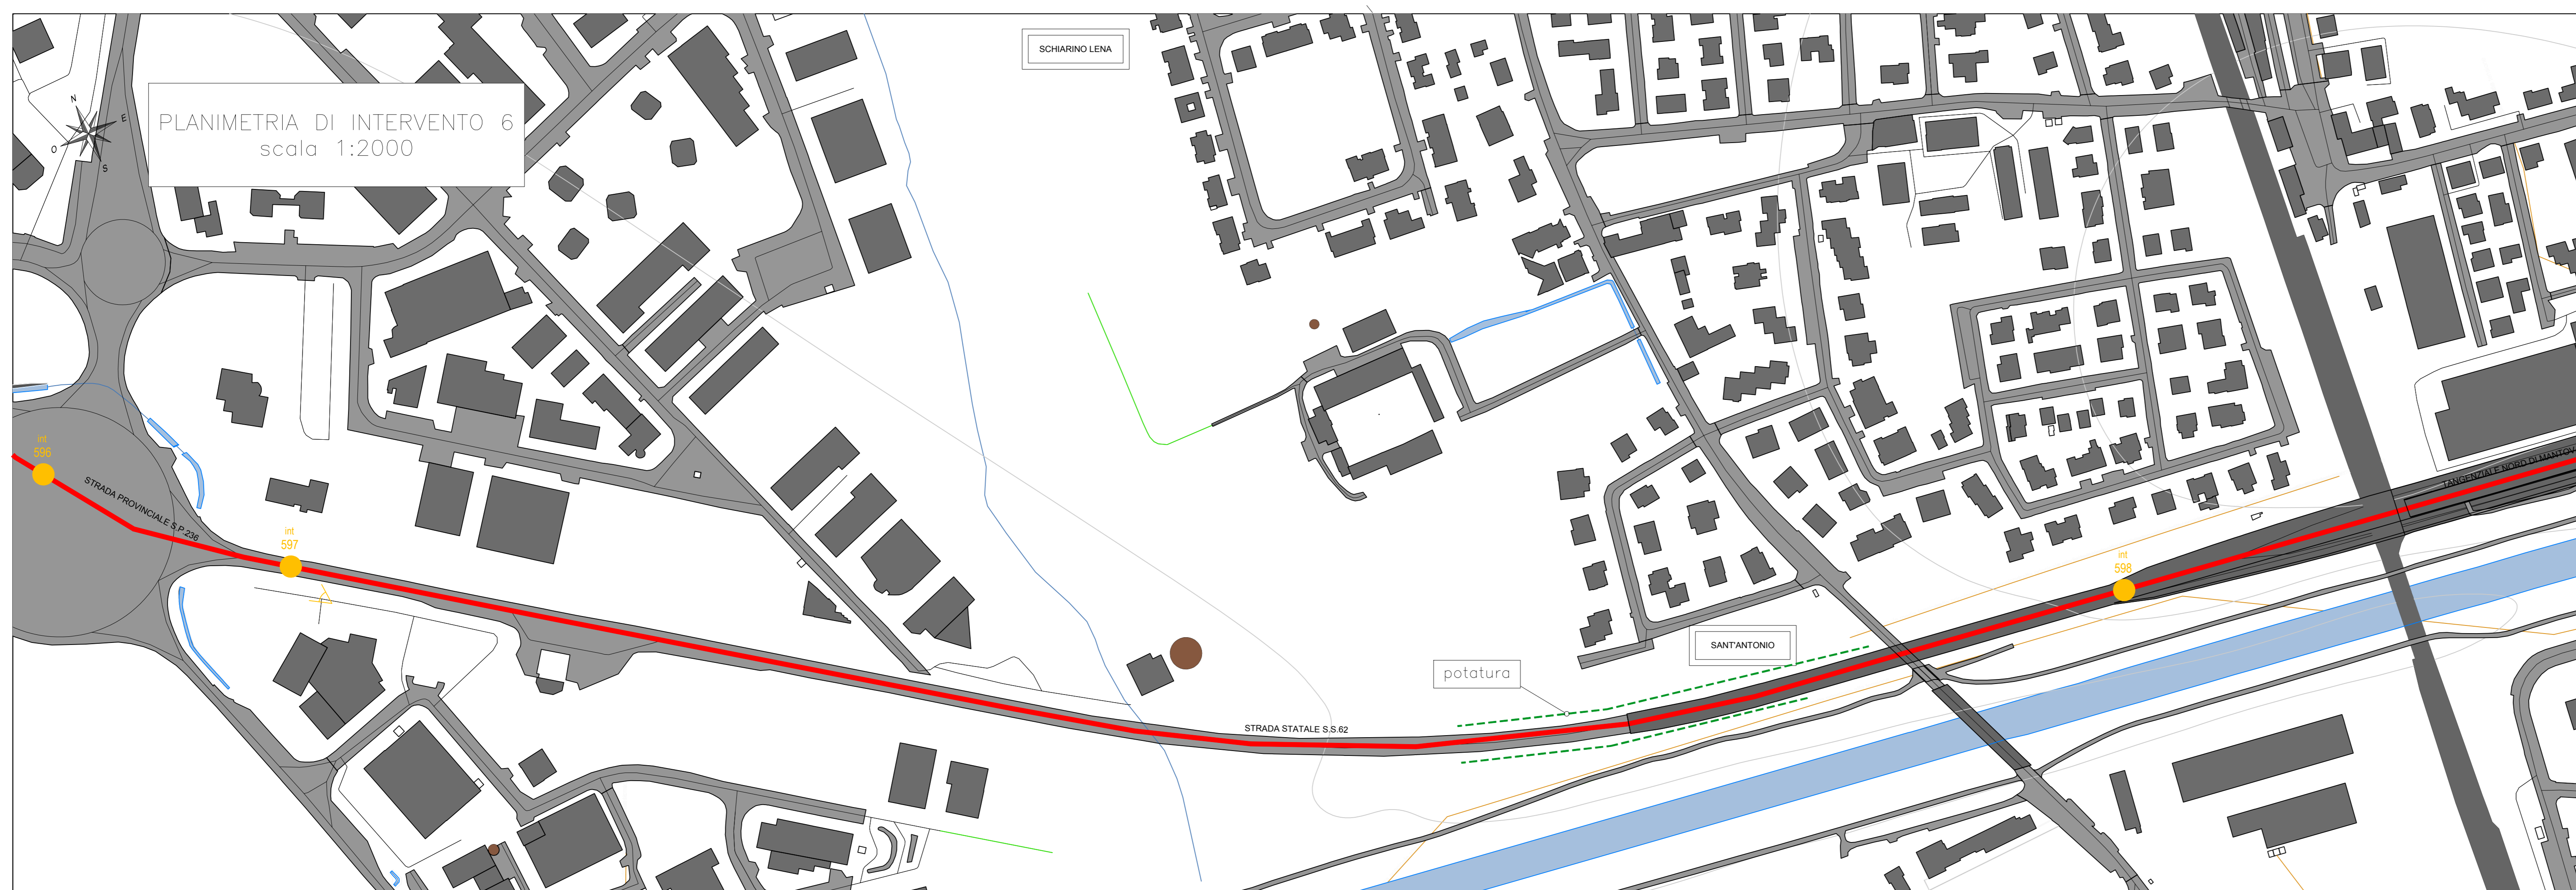 SCHIARINO LENA
PLANIMETRIA DI INTERVENTO 6
scala 1:2000
N
E
O
S
int
596
STRADA PROVINCIALE S.P.236
int
597
TANGENZIALE NORD DI MANTOV
int
598
SANT'ANTONIO
potatura
STRADA STATALE S.S.62